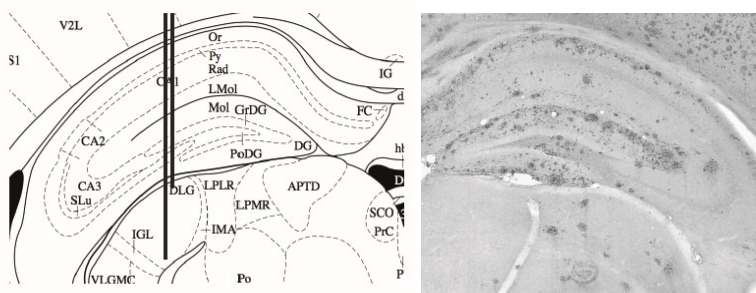 V2L
S1
Or
Py
CA1
Rad
LMol
Mol
GrDG
IG
d
FC
CA2
PoDG
DG
hb
CA3
SLu
DLG
LPLR
APTD
D
LPMR
SCO
3
IGL
IMA
PrC
VLGMC
Po
P